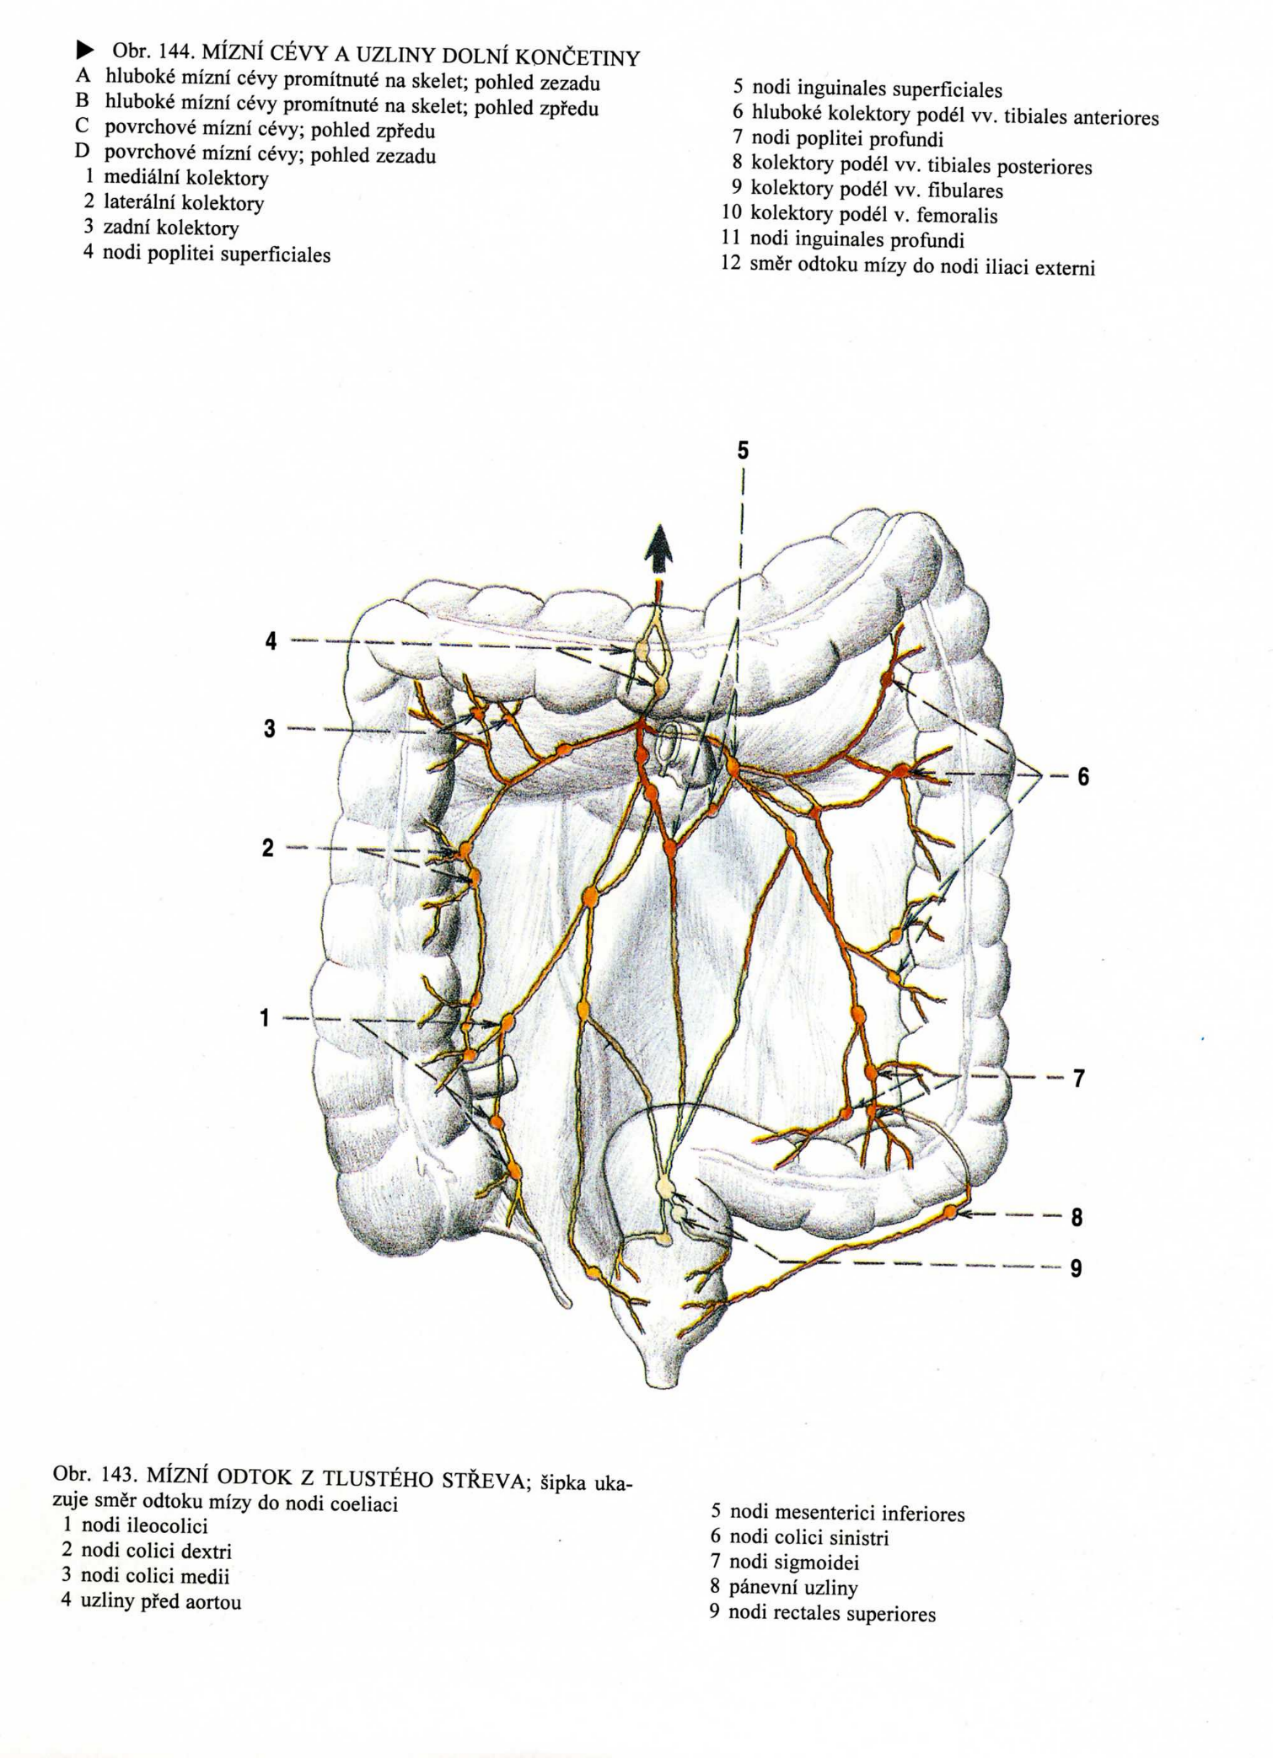 ▶ Obr. 144. MÍZNÍ CÉVY A UZLINY DOLNÍ KONČETINY
A hluboké mízní cévy promítnuté na skelet; pohled zezadu
B hluboké mízní cévy promítnuté na skelet; pohled zpředu
C povrchové mízní cévy; pohled zpředu
D povrchové mízní cévy; pohled zezadu
1 mediální kolektory
2 laterální kolektory
3 zadní kolektory
4 nodi poplitei superficiales
5 nodi inguinales superficiales
6 hluboké kolektory podél vv. tibiales anteriores
7 nodi poplitei profundi
8 kolektory podél vv. tibiales posteriores
9 kolektory podél vv. fibulares
10 kolektory podél v. femoralis
11 nodi inguinales profundi
12 směr odtoku mízy do nodi iliaci externi
5
4
3
6
2
1
7
8
9
Obr. 143. MÍZNÍ ODTOK Z TLUSTÉHO STŘEVA; šipka uka-
zuje směr odtoku mízy do nodi coeliaci
1 nodi ileocolici
2 nodi colici dextri
3 nodi colici medii
4 uzliny před aortou
5 nodi mesenterici inferiores
6 nodi colici sinistri
7 nodi sigmoidei
8 pánevní uzliny
9 nodi rectales superiores